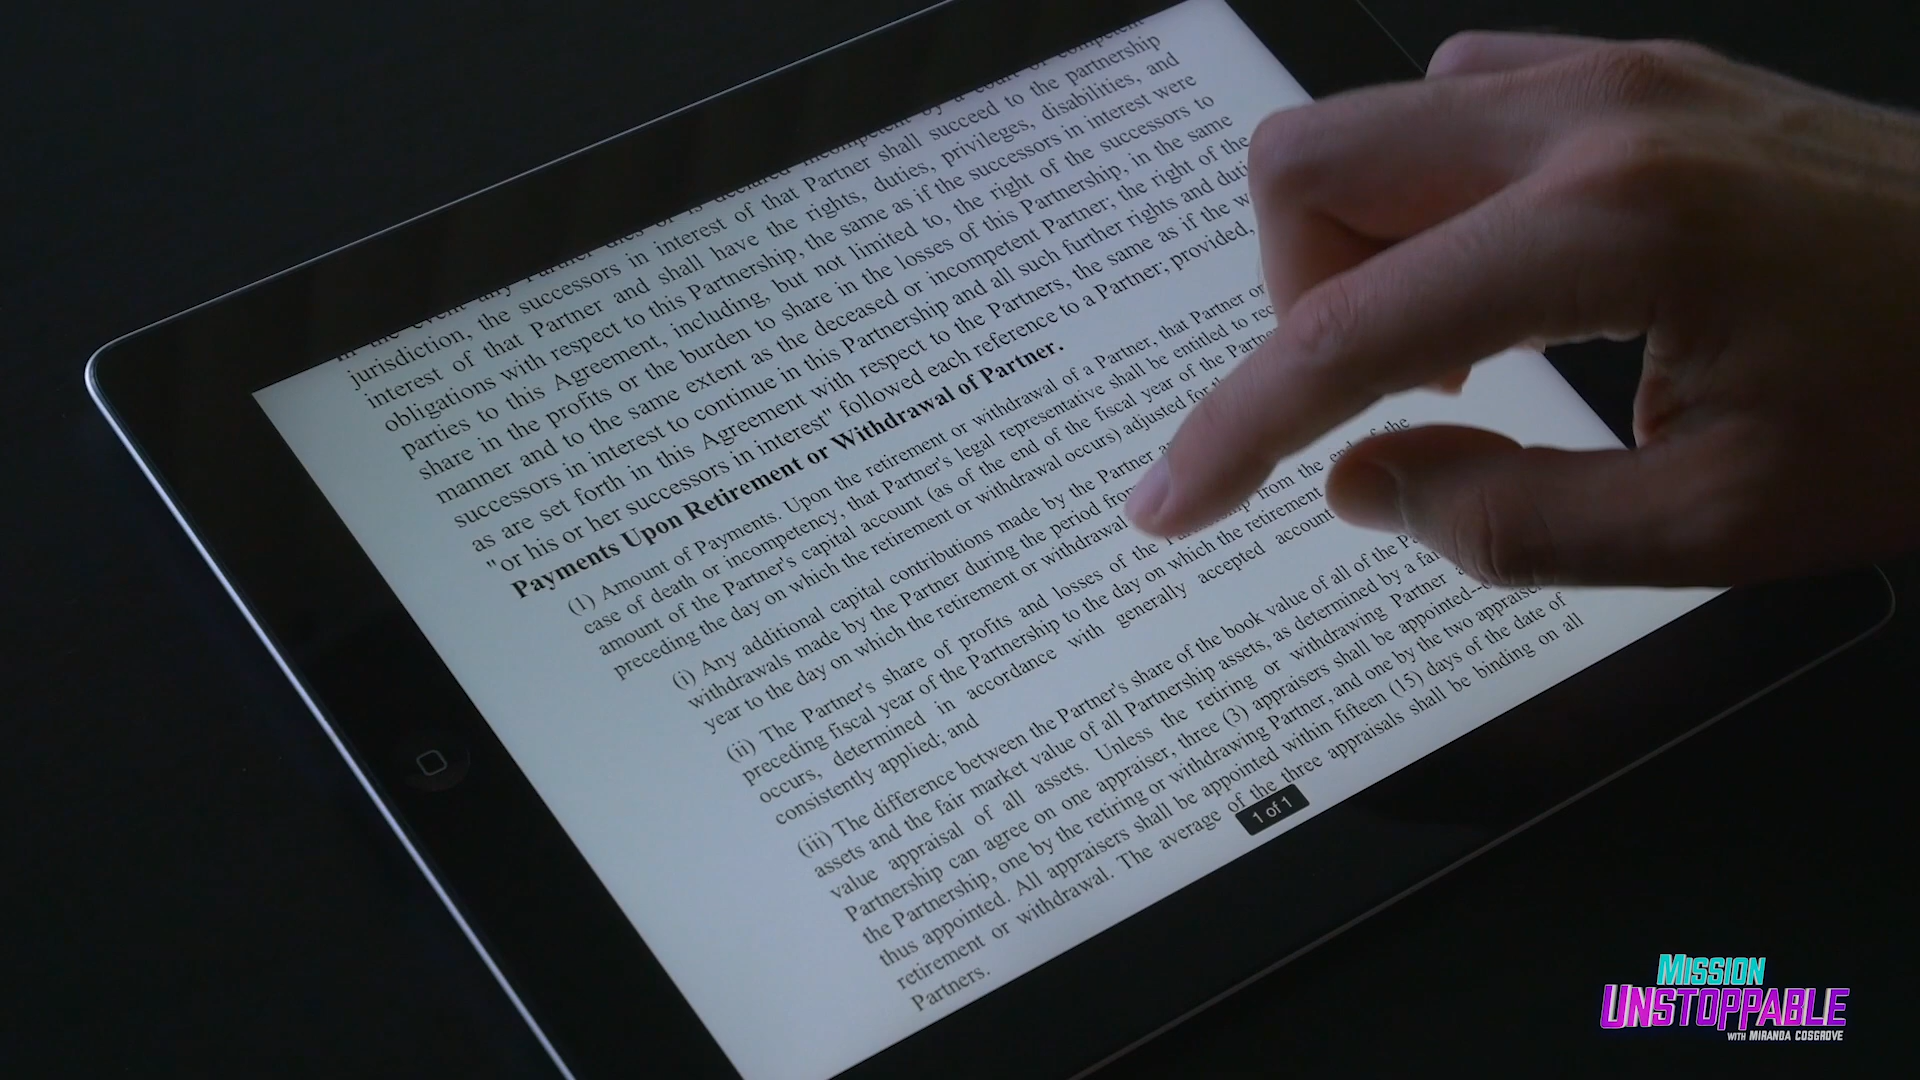 jurisdiction, the successors in interest of that Partner shall succeed to the partnership
interest of that Partner and shall have the rights, duties, privileges, disabilities, and
obligations with respect to this Partnership, the same as if the successors in interest were
parties to this Agreement, including, but not limited to, the right of the successors to
share in the profits or the burden to share in the losses of this Partnership, in the same
manner and to the same extent as the deceased or incompetent Partner; the right of the
successors in interest to continue in this Partnership and all such further rights and
as are set forth in this Agreement with respect to the Partners, the same as if the
"or his or her successors in interest" followed each reference to a Partner; provided,
Payments Upon Retirement or Withdrawal of Partner.
(1) Amount of Payments. Upon the retirement or withdrawal of a Partner, that Partner or
case of death or incompetency, that Partner's legal representative shall be entitled to
amount of the Partner's capital account (as of the end of the fiscal year of the
preceding the day on which the retirement or withdrawal occurs) adjusted for
(i) Any additional capital contributions made by the Partner
withdrawals made by the Partner during the period
year to the day on which the retirement or withdrawal
(ii) The Partner's share of profits and losses of the from the end of the
preceding fiscal year of the Partnership to the day on which the retirement
occurs, determined in accordance with generally accepted
consistently applied; and
(iii) The difference between the Partner's share of the book value of all of the
assets and the fair market value of all Partnership assets, as determined by a
value appraisal of all assets. Unless the retiring or withdrawing Partner
Partnership can agree on one appraiser, three (3) appraisers shall be appointed--
the Partnership, one by the retiring or withdrawing Partner, and one by the two
thus appointed. All appraisers shall be appointed within fifteen (15) days of the date of
retirement or withdrawal. The average of the three appraisals shall be binding on all
Partners.
1 of 1
MISSION
UNSTOPPABLE
WITH MIRANDA COSGROVE